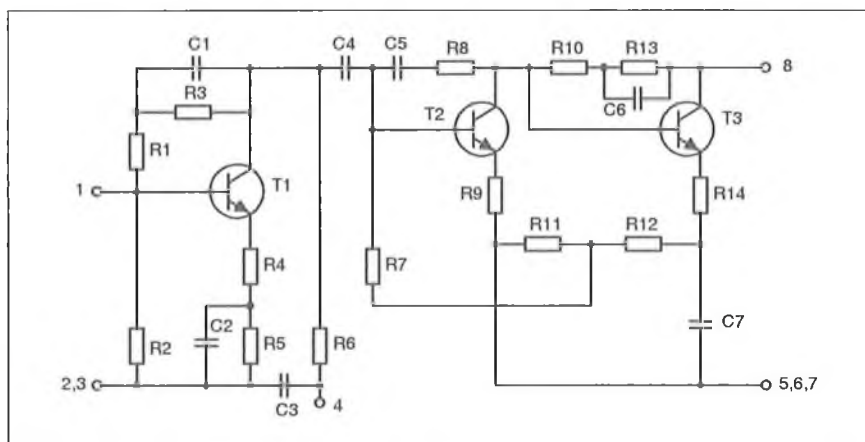 C1 C4 C5 R8 R10 R13 8
R3 C6
T2 T3
R1
1 T1 R9 R14
R11 R12
R4 R7
C2 C7
R2 R5 R6
2,3 C3 4 5,6,7